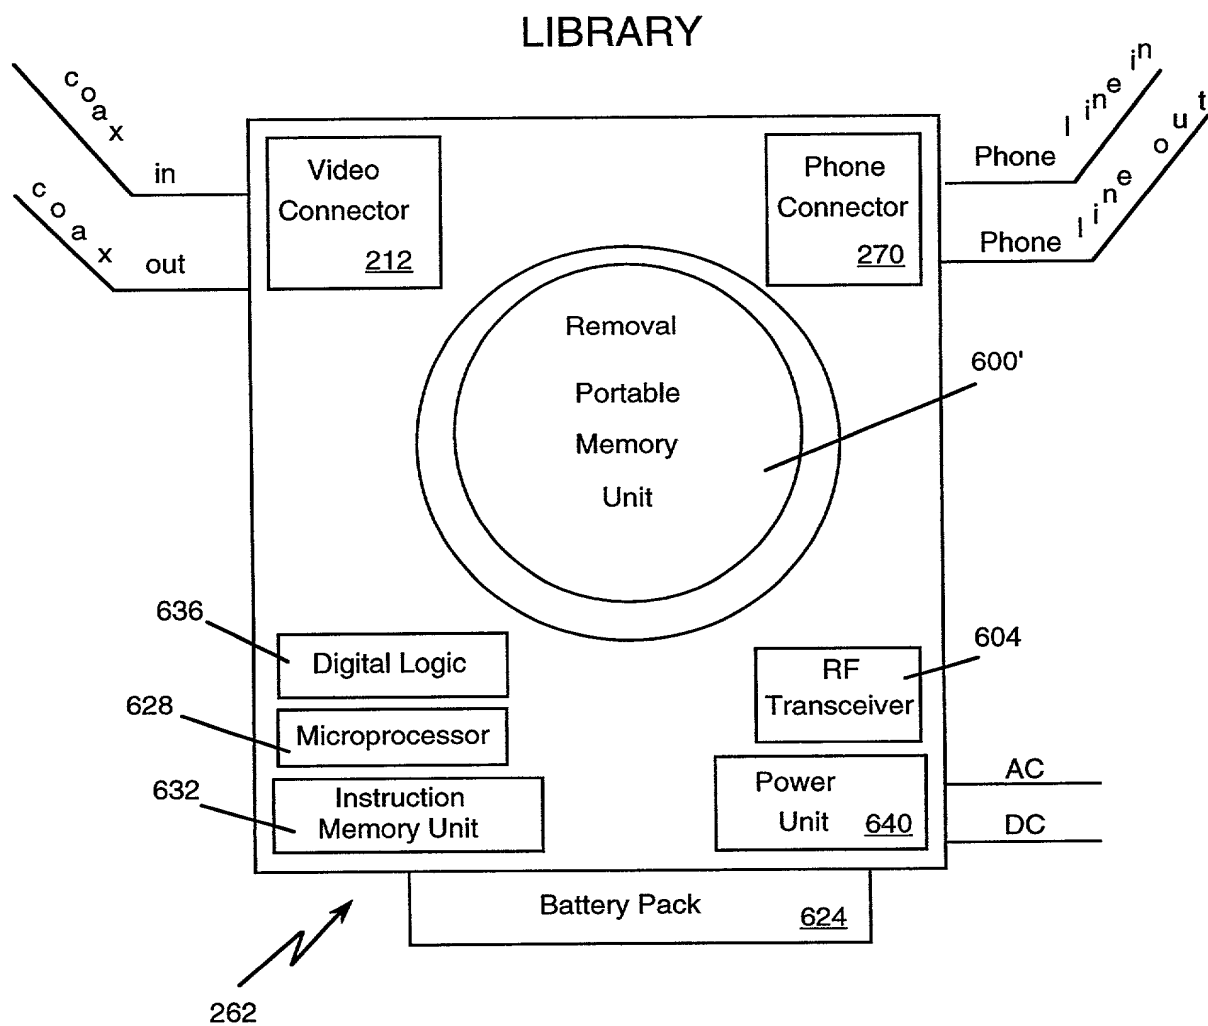 LIBRARY
coax in
coax out
Video
Connector
212
Phone
Connector
270
Phone line in
Phone line out
Removal
Portable
Memory
Unit
600'
636
Digital Logic
628
Microprocessor
632
Instruction
Memory Unit
RF
Transceiver
604
Power
Unit 640
AC
DC
Battery Pack
624
262